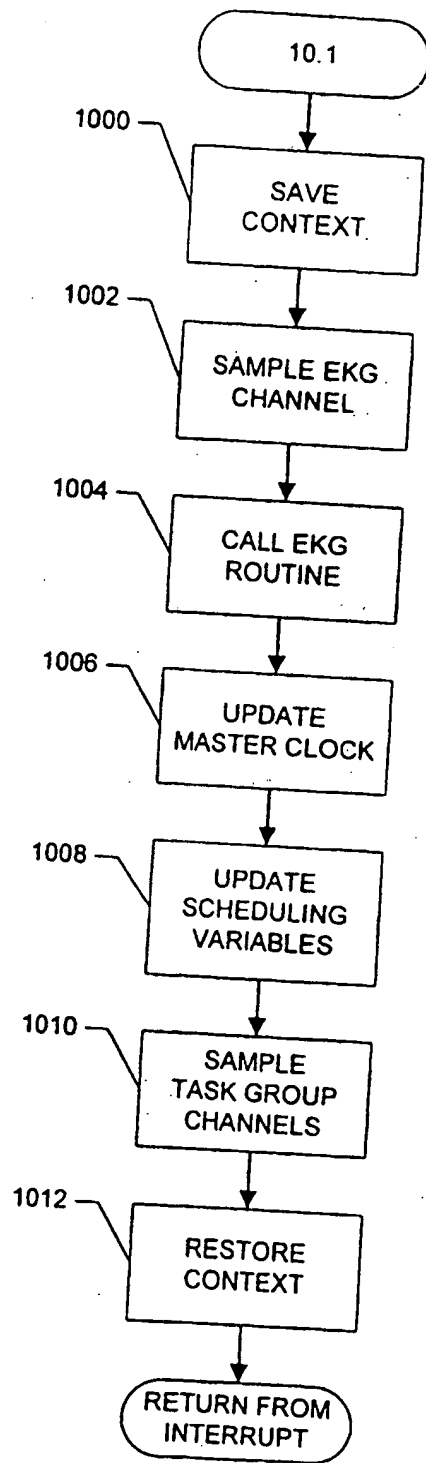 10.1
1000
SAVE
CONTEXT
1002
SAMPLE EKG
CHANNEL
1004
CALL EKG
ROUTINE
1006
UPDATE
MASTER CLOCK
1008
UPDATE
SCHEDULING
VARIABLES
1010
SAMPLE
TASK GROUP
CHANNELS
1012
RESTORE
CONTEXT
RETURN FROM
INTERRUPT